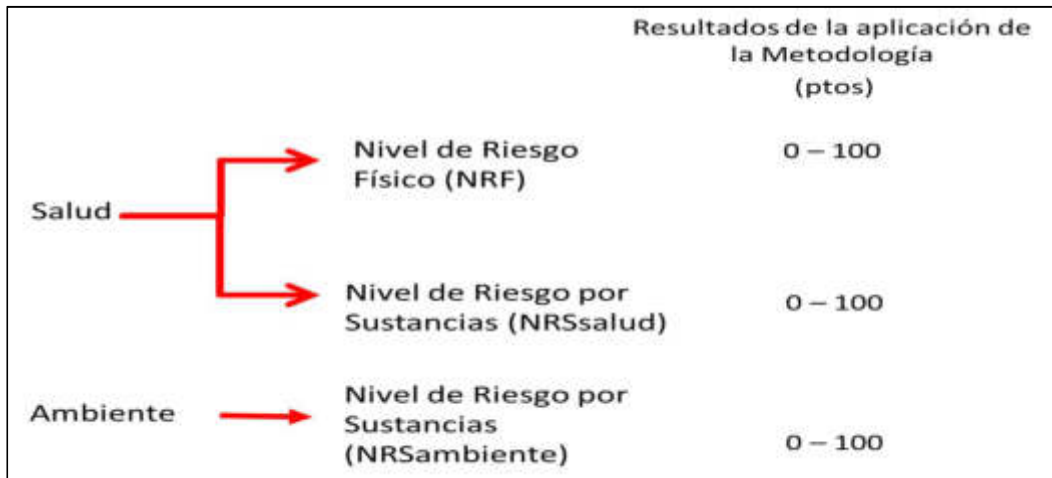 Resultados de la aplicación de
la Metodología
(ptos)
Nivel de Riesgo
Físico (NRF)
0 – 100
Salud
Nivel de Riesgo por
Sustancias (NRSsalud)
0 – 100
Ambiente
Nivel de Riesgo por
Sustancias
(NRSambiente)
0 – 100